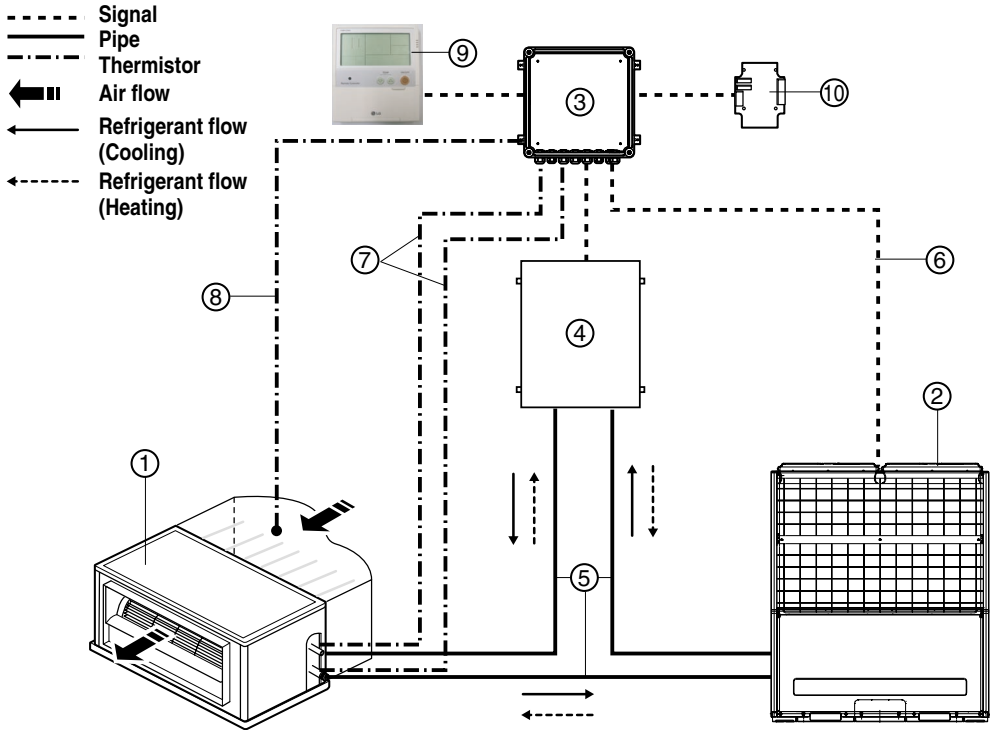 Signal
Pipe
Thermistor
Air flow
Refrigerant flow
(Cooling)
Refrigerant flow
(Heating)
⑨
③
⑩
⑦
⑥
⑧
④
②
①
⑤
LG